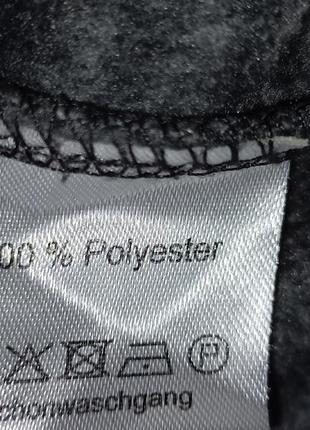 00 % Polyester
P
chonwaschgang